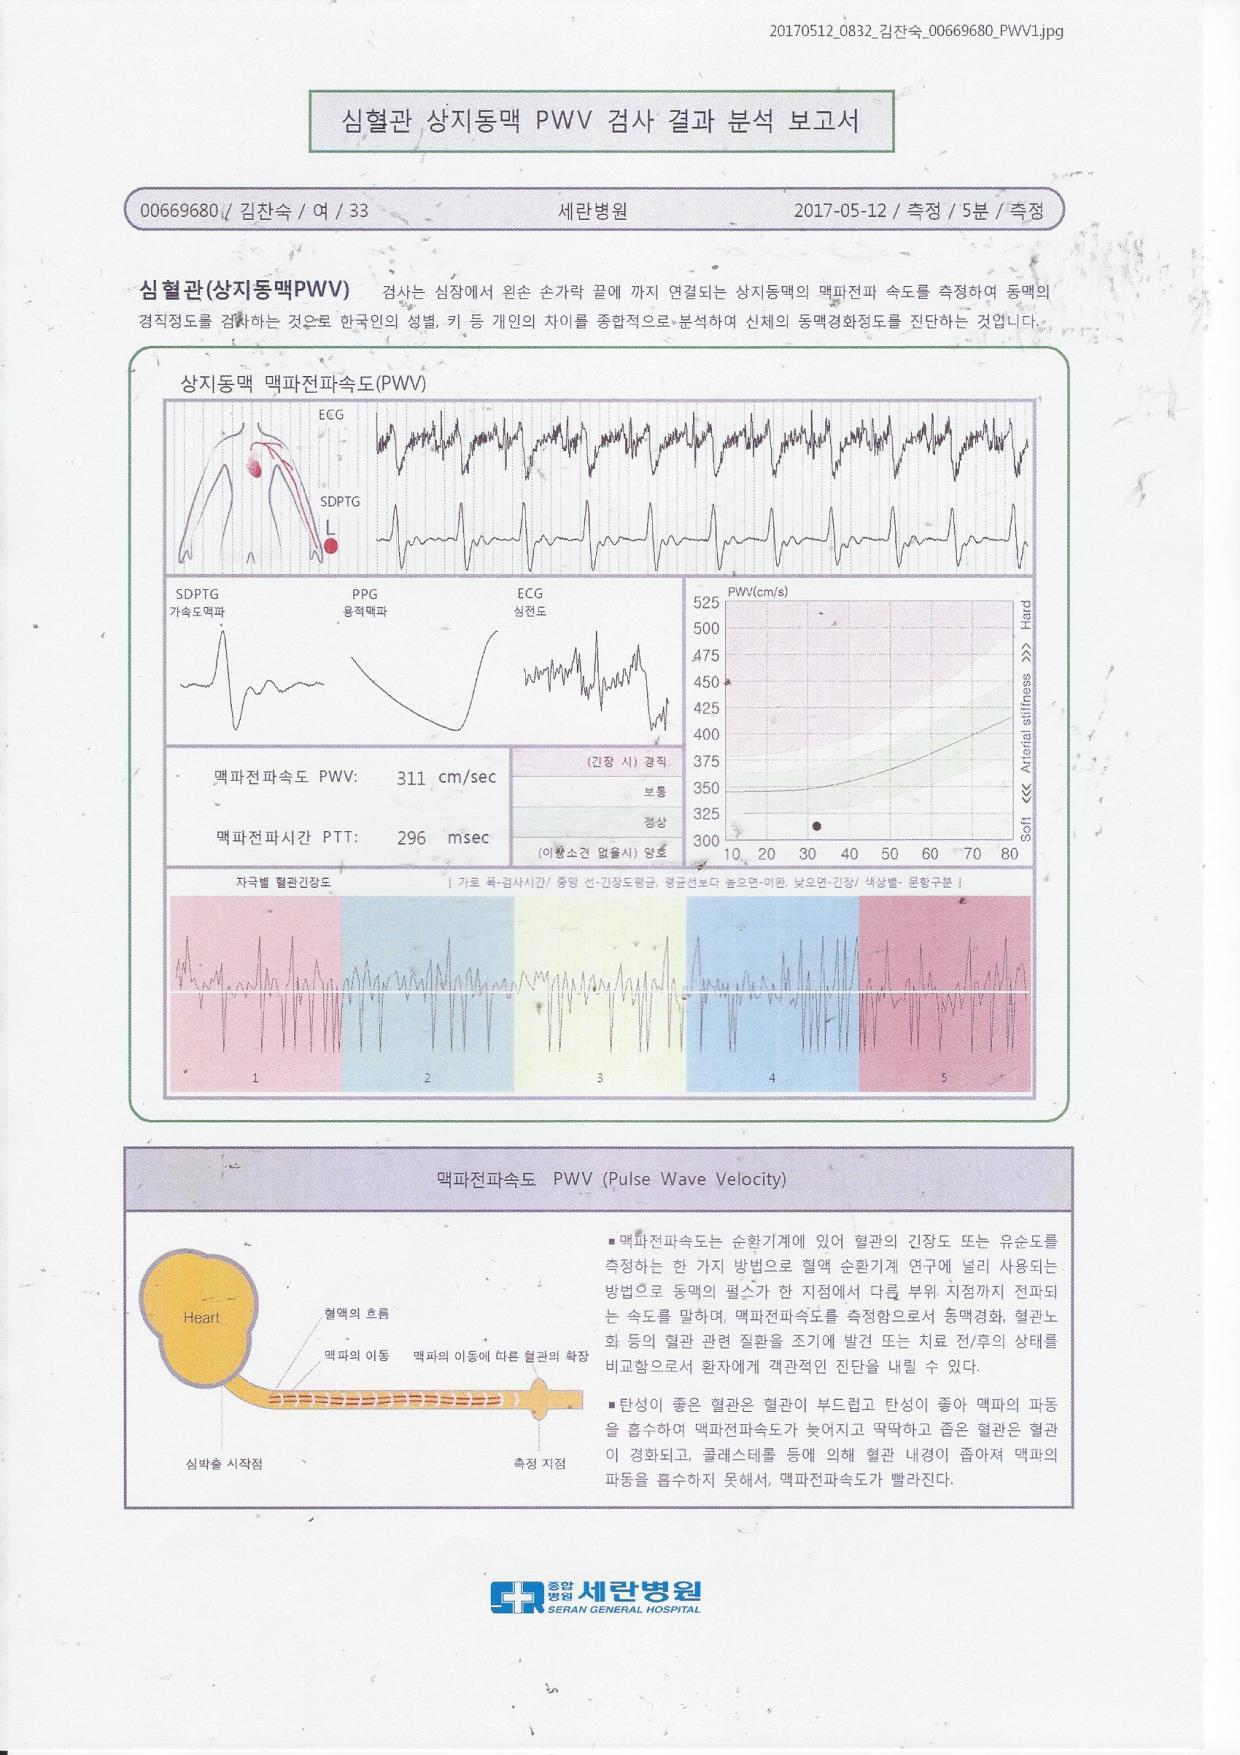 20170512_0832_김찬숙_00669680_PWV1.jpg
심혈관 상지동맥 PWV 검사 결과 분석 보고서
00669680 / 김찬숙 / 여 / 33 세란병원 2017-05-12 / 측정 / 5분 / 측정
심혈관(상지동맥PWV) 검사는 심장에서 왼손 손가락 끝에 까지 연결되는 상지동맥의 맥파전파 속도를 측정하여 동맥의
경직정도를 검사하는 것으로 한국인의 성별, 키 등 개인의 차이를 종합적으로 분석하여 신체의 동맥경화정도를 진단하는 것입니다.
상지동맥 맥파전파속도(PWV)
ECG
SDPTG
L
SDPTG
가속도맥파
PPG
용적맥파
ECG
심전도
PWV(cm/s)
525
500
475
450
425
400
375
350
325
300
10 20 30 40 50 60 70 80
Soft <<< Arterial stiffness >>> Hard
맥파전파속도 PWV: 311 cm/sec
맥파전파시간 PTT: 296 msec
(긴장 시) 경직
보통
정상
(이상소견 없을시) 양호
자극별 혈관긴장도 [ 가로 폭-검사시간/ 중앙 선-긴장도평균, 평균선보다 높으면-이완, 낮으면-긴장/ 색상별- 문항구분 ]
1 2 3 4 5
맥파전파속도 PWV (Pulse Wave Velocity)
Heart
혈액의 흐름
맥파의 이동
맥파의 이동에 따른 혈관의 확장
심박출 시작점
측정 지점
▪맥파전파속도는 순환기계에 있어 혈관의 긴장도 또는 유순도를
측정하는 한 가지 방법으로 혈액 순환기계 연구에 널리 사용되는
방법으로 동맥의 펄스가 한 지점에서 다른 부위 지점까지 전파되
는 속도를 말하며, 맥파전파속도를 측정함으로서 동맥경화, 혈관노
화 등의 혈관 관련 질환을 조기에 발견 또는 치료 전/후의 상태를
비교함으로서 환자에게 객관적인 진단을 내릴 수 있다.
▪탄성이 좋은 혈관은 혈관이 부드럽고 탄성이 좋아 맥파의 파동
을 흡수하여 맥파전파속도가 늦어지고 딱딱하고 좁은 혈관은 혈관
이 경화되고, 콜레스테롤 등에 의해 혈관 내경이 좁아져 맥파의
파동을 흡수하지 못해서, 맥파전파속도가 빨라진다.
종합
병원 세란병원
SERAN GENERAL HOSPITAL